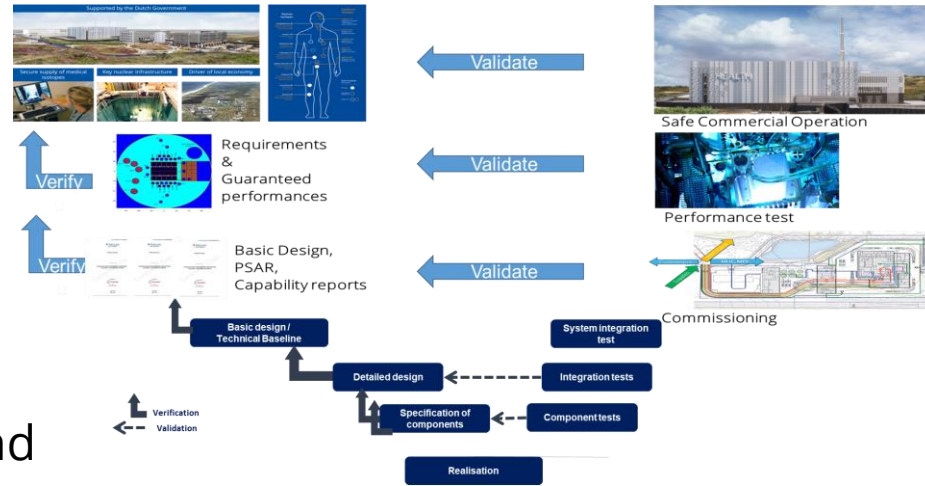 Supported by the Dutch Government
Secure supply of medical
isotopes
Key nuclear infrastructure
Driver of local economy
Validate
HEALTH
Safe Commercial Operation
Verify
Requirements
&
Guaranteed
performances
Validate
Performance test
Verify
Basic Design,
PSAR,
Capability reports
Validate
Commissioning
Basic design /
Technical Baseline
System integration
test
Detailed design
Integration tests
Specification of
components
Component tests
Verification
Validation
nd
Realisation